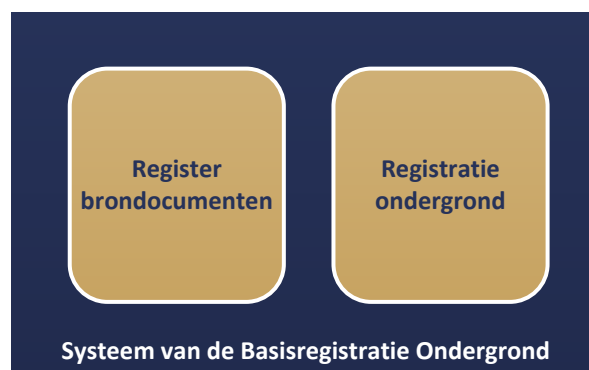 Register
brondocumenten
Registratie
ondergrond
Systeem van de Basisregistratie Ondergrond